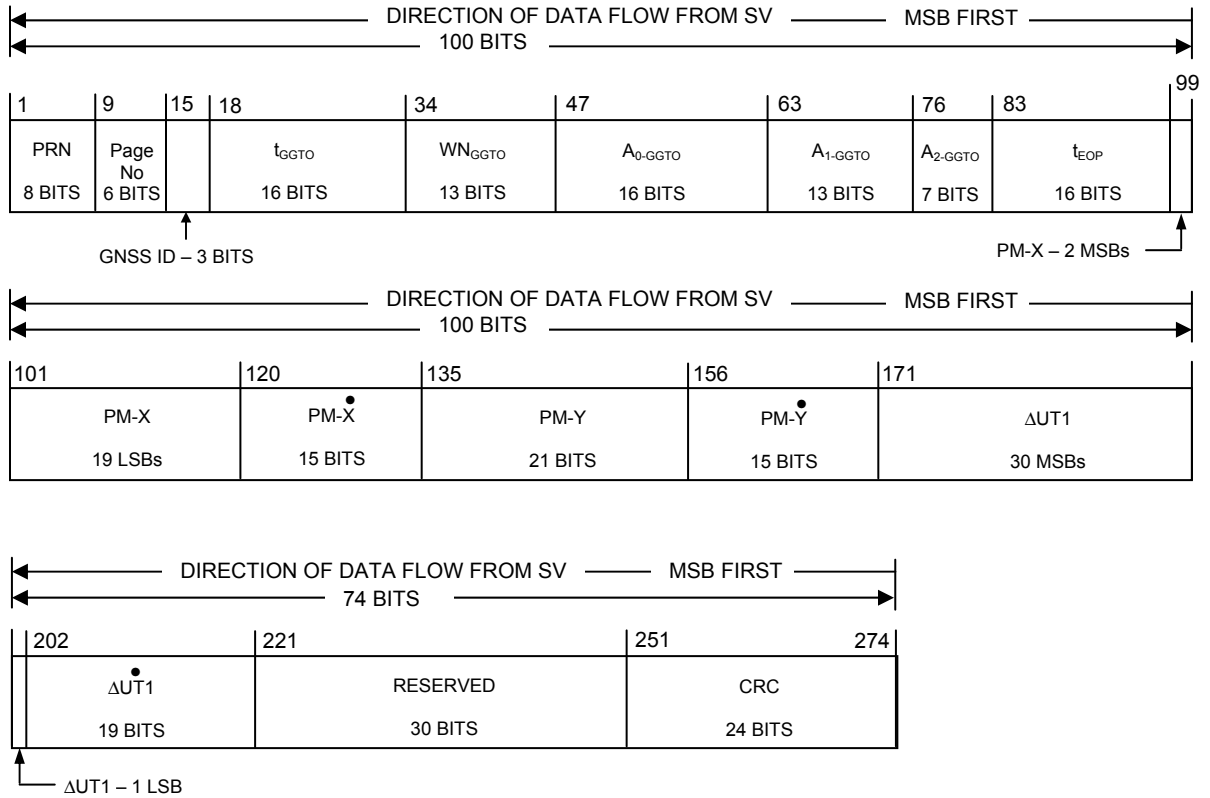 DIRECTION OF DATA FLOW FROM SV MSB FIRST
100 BITS
1 9 15 18 34 47 63 76 83 99
PRN Page No tGGTO WNGGTO A0-GGTO A1-GGTO A2-GGTO tEOP
8 BITS 6 BITS 16 BITS 13 BITS 16 BITS 13 BITS 7 BITS 16 BITS
GNSS ID – 3 BITS PM-X – 2 MSBs
DIRECTION OF DATA FLOW FROM SV MSB FIRST
100 BITS
101 120 135 156 171
PM-X PM-Ẋ PM-Y PM-Ẏ ΔUT1
19 LSBs 15 BITS 21 BITS 15 BITS 30 MSBs
DIRECTION OF DATA FLOW FROM SV MSB FIRST
74 BITS
202 221 251 274
ΔUṪ1 RESERVED CRC
19 BITS 30 BITS 24 BITS
ΔUT1 – 1 LSB